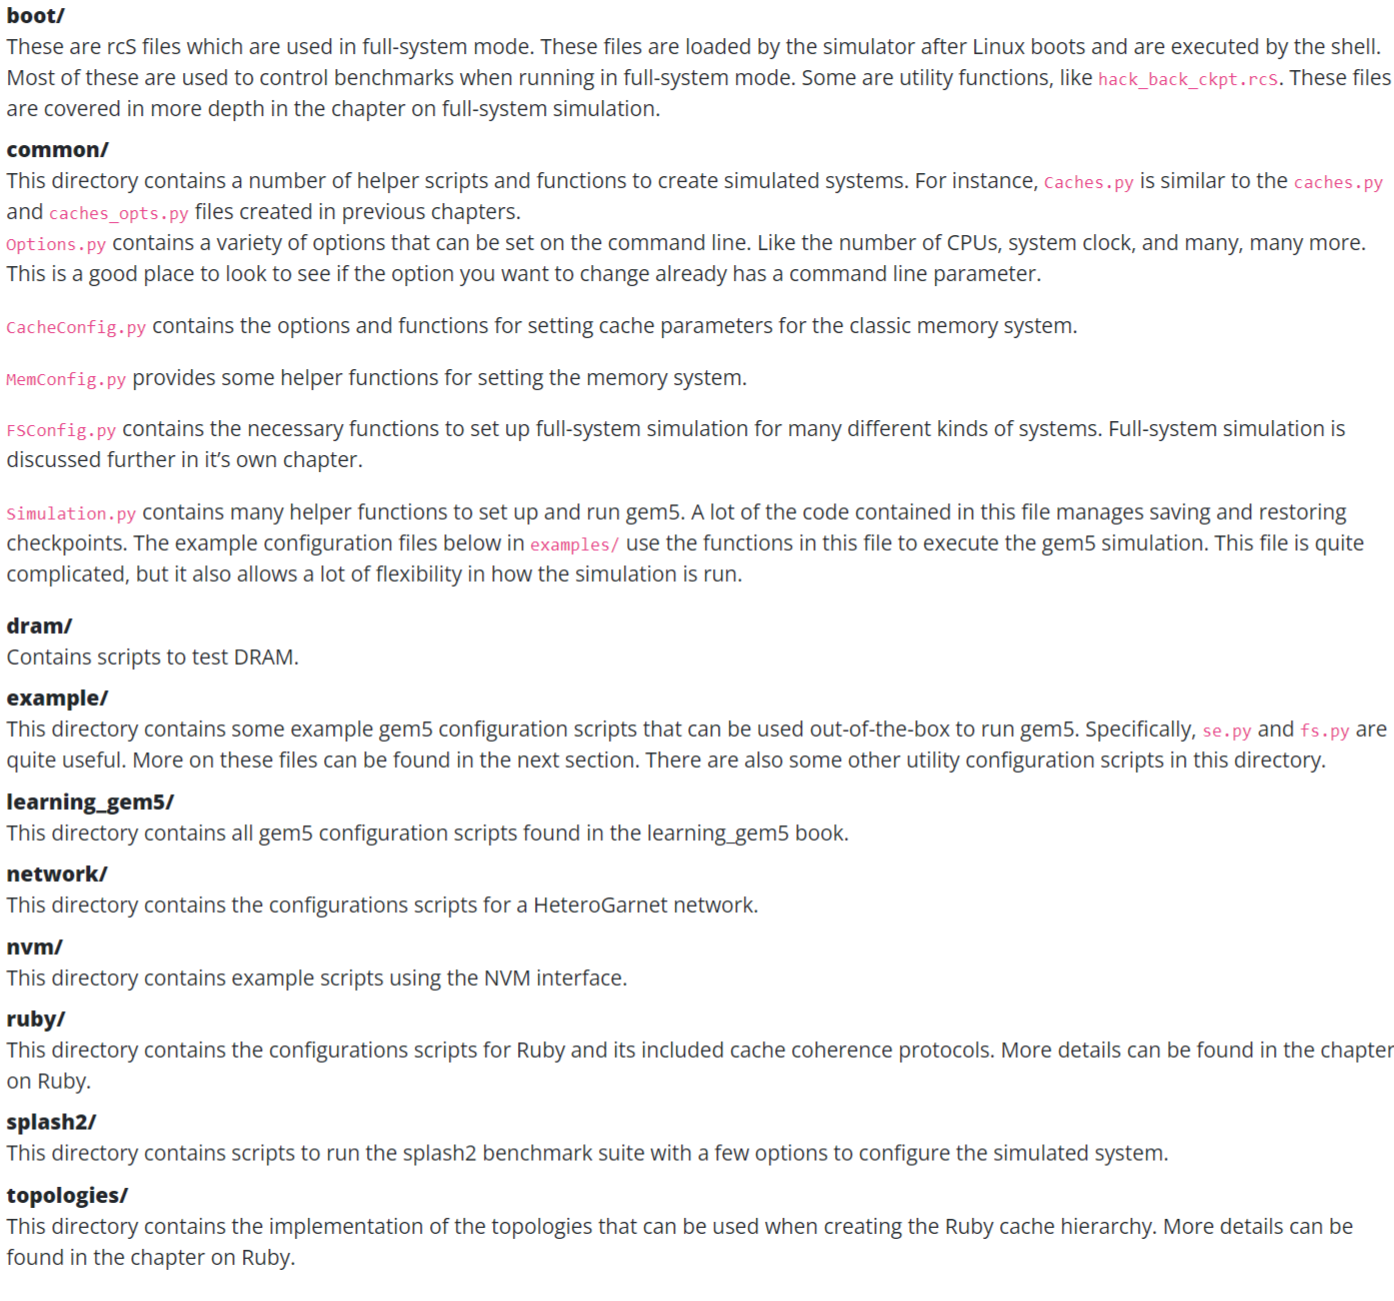 boot/
These are rcS files which are used in full-system mode. These files are loaded by the simulator after Linux boots and are executed by the shell.
Most of these are used to control benchmarks when running in full-system mode. Some are utility functions, like hack_back_ckpt.rcS. These files
are covered in more depth in the chapter on full-system simulation.
common/
This directory contains a number of helper scripts and functions to create simulated systems. For instance, Caches.py is similar to the caches.py
and caches_opts.py files created in previous chapters.
Options.py contains a variety of options that can be set on the command line. Like the number of CPUs, system clock, and many, many more.
This is a good place to look to see if the option you want to change already has a command line parameter.
CacheConfig.py contains the options and functions for setting cache parameters for the classic memory system.
MemConfig.py provides some helper functions for setting the memory system.
FSConfig.py contains the necessary functions to set up full-system simulation for many different kinds of systems. Full-system simulation is
discussed further in it’s own chapter.
Simulation.py contains many helper functions to set up and run gem5. A lot of the code contained in this file manages saving and restoring
checkpoints. The example configuration files below in examples/ use the functions in this file to execute the gem5 simulation. This file is quite
complicated, but it also allows a lot of flexibility in how the simulation is run.
dram/
Contains scripts to test DRAM.
example/
This directory contains some example gem5 configuration scripts that can be used out-of-the-box to run gem5. Specifically, se.py and fs.py are
quite useful. More on these files can be found in the next section. There are also some other utility configuration scripts in this directory.
learning_gem5/
This directory contains all gem5 configuration scripts found in the learning_gem5 book.
network/
This directory contains the configurations scripts for a HeteroGarnet network.
nvm/
This directory contains example scripts using the NVM interface.
ruby/
This directory contains the configurations scripts for Ruby and its included cache coherence protocols. More details can be found in the chapter
on Ruby.
splash2/
This directory contains scripts to run the splash2 benchmark suite with a few options to configure the simulated system.
topologies/
This directory contains the implementation of the topologies that can be used when creating the Ruby cache hierarchy. More details can be
found in the chapter on Ruby.